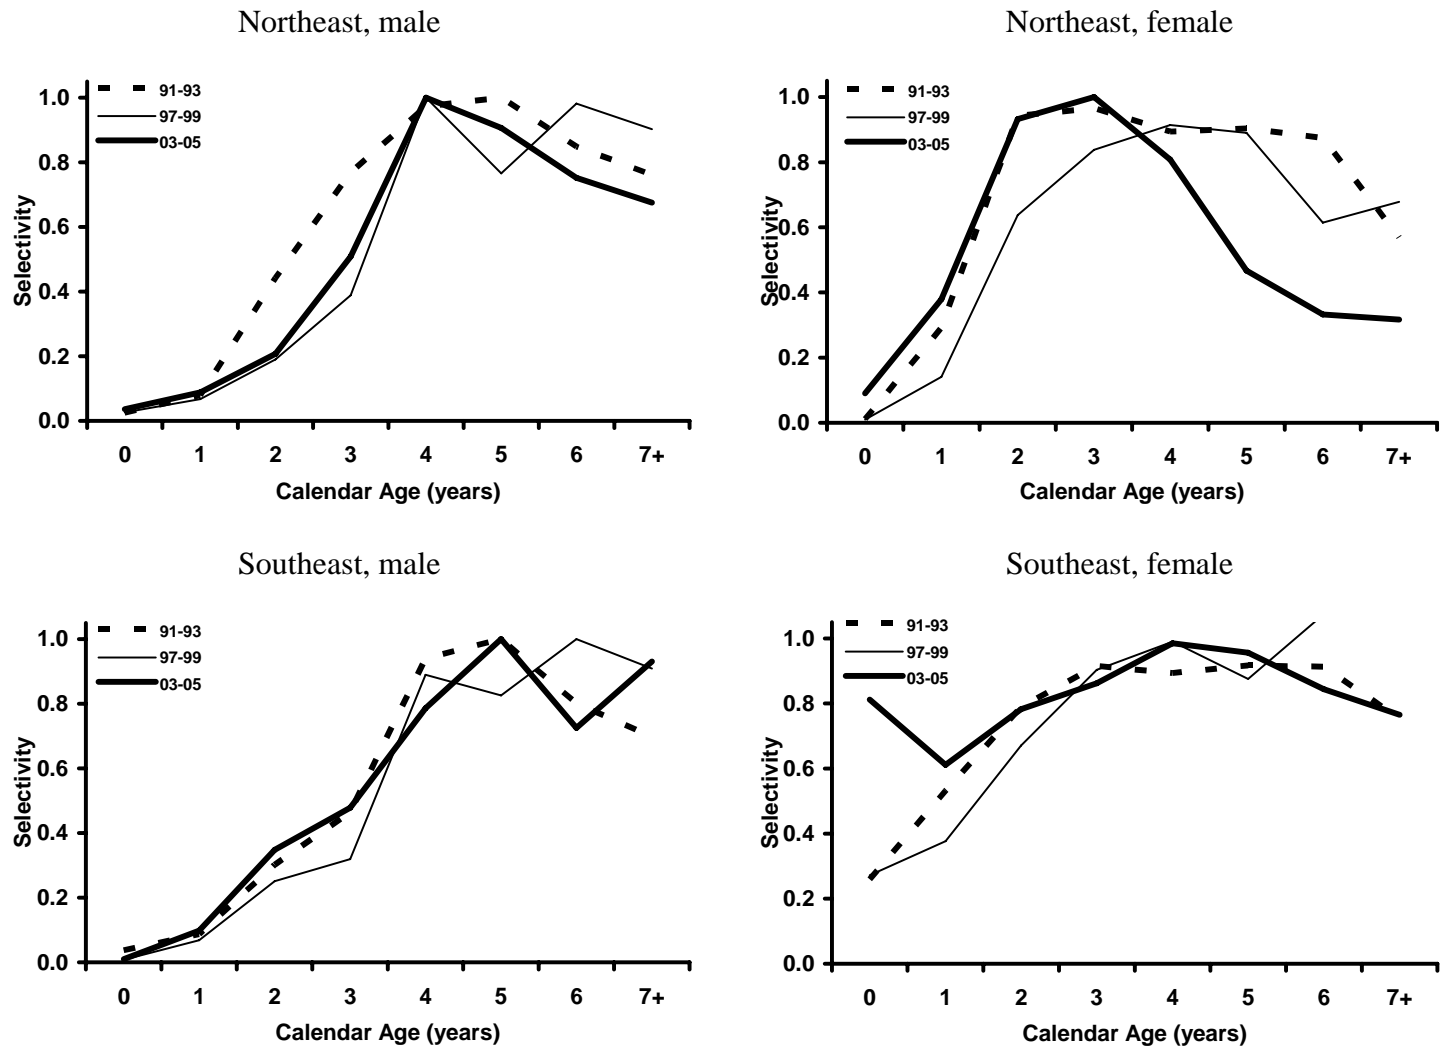 Northeast, male
91-93
97-99
03-05
1.0
0.8
0.6
0.4
0.2
0.0
Selectivity
0 1 2 3 4 5 6 7+
Calendar Age (years)
Northeast, female
91-93
97-99
03-05
1.0
0.8
0.6
0.4
0.2
0.0
Selectivity
0 1 2 3 4 5 6 7+
Calendar Age (years)
Southeast, male
91-93
97-99
03-05
1.0
0.8
0.6
0.4
0.2
0.0
Selectivity
0 1 2 3 4 5 6 7+
Calendar Age (years)
Southeast, female
91-93
97-99
03-05
1.0
0.8
0.6
0.4
0.2
0.0
Selectivity
0 1 2 3 4 5 6 7+
Calendar Age (years)